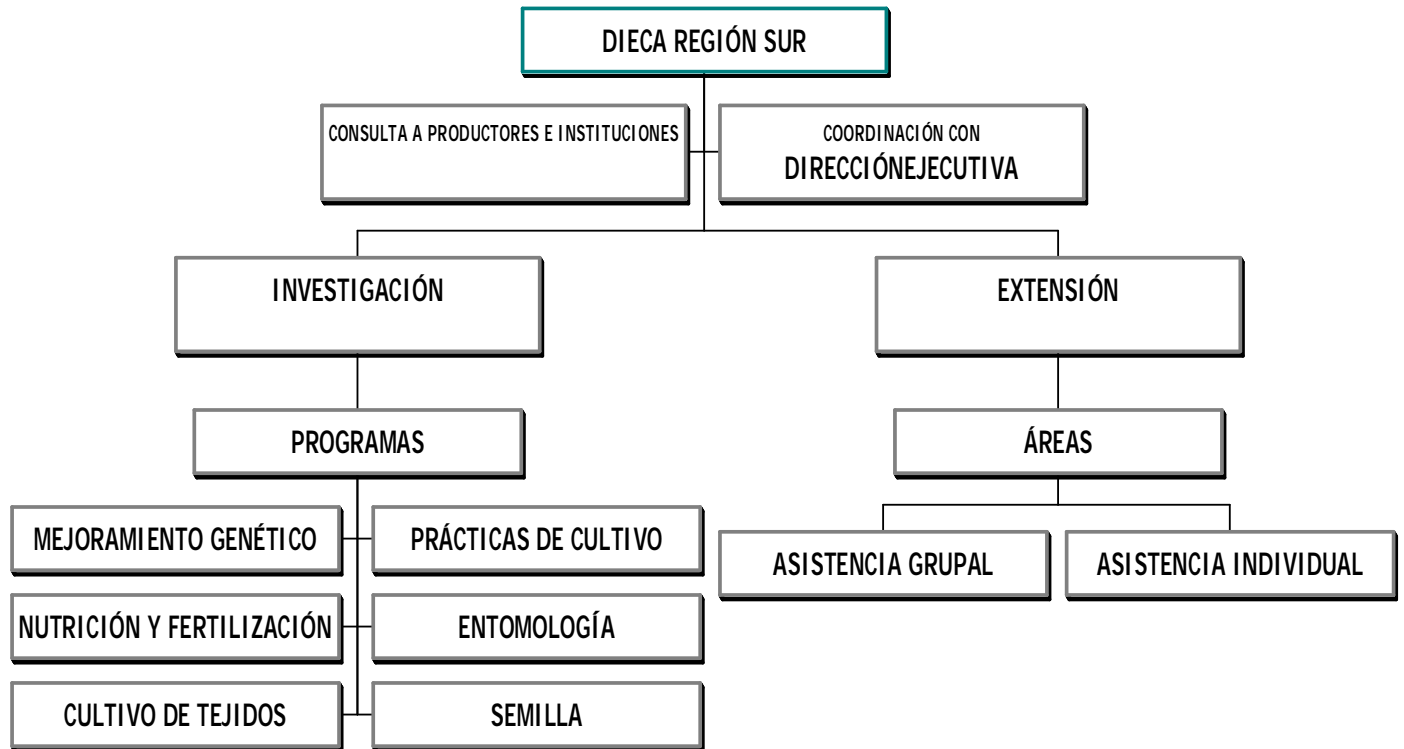 DIECA REGIÓN SUR
CONSULTA A PRODUCTORES E INSTITUCIONES
COORDINACIÓN CON
DIRECCIÓNEJECUTIVA
INVESTIGACIÓN
EXTENSIÓN
PROGRAMAS
ÁREAS
MEJORAMIENTO GENÉTICO
PRÁCTICAS DE CULTIVO
ASISTENCIA GRUPAL
ASISTENCIA INDIVIDUAL
NUTRICIÓN Y FERTILIZACIÓN
ENTOMOLOGÍA
CULTIVO DE TEJIDOS
SEMILLA